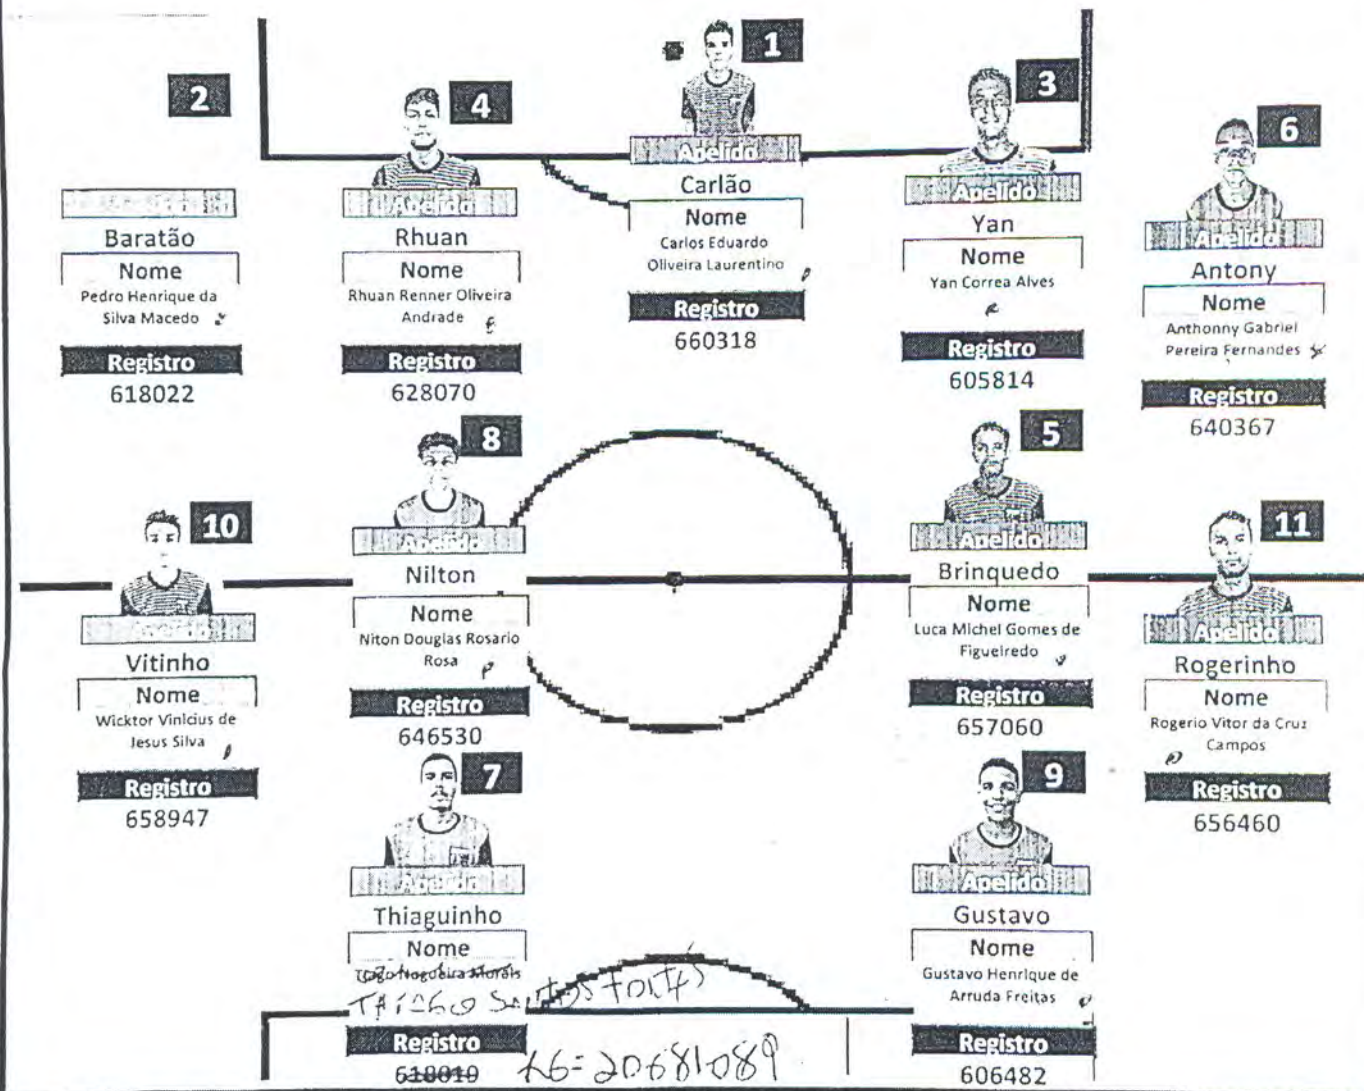 1
Apelido
Carlão
Nome
Carlos Eduardo
Oliveira Laurentino
Registro
660318
2
Baratão
Nome
Pedro Henrique da
Silva Macedo
Registro
618022
4
Apelido
Rhuan
Nome
Rhuan Renner Oliveira
Andrade
Registro
628070
3
Apelido
Yan
Nome
Yan Correa Alves
Registro
605814
6
Apelido
Antony
Nome
Anthonny Gabriel
Pereira Fernandes
Registro
640367
10
Apelido
Vitinho
Nome
Wicktor Vinicius de
Jesus Silva
Registro
658947
8
Apelido
Nilton
Nome
Niton Douglas Rosario
Rosa
Registro
646530
5
Apelido
Brinquedo
Nome
Luca Michel Gomes de
Figueiredo
Registro
657060
11
Apelido
Rogerinho
Nome
Rogerio Vitor da Cruz
Campos
Registro
656460
7
Apelido
Thiaguinho
Nome
Tiago Nogueira Morais
Registro
618010
20681089
9
Apelido
Gustavo
Nome
Gustavo Henrique de
Arruda Freitas
Registro
606482